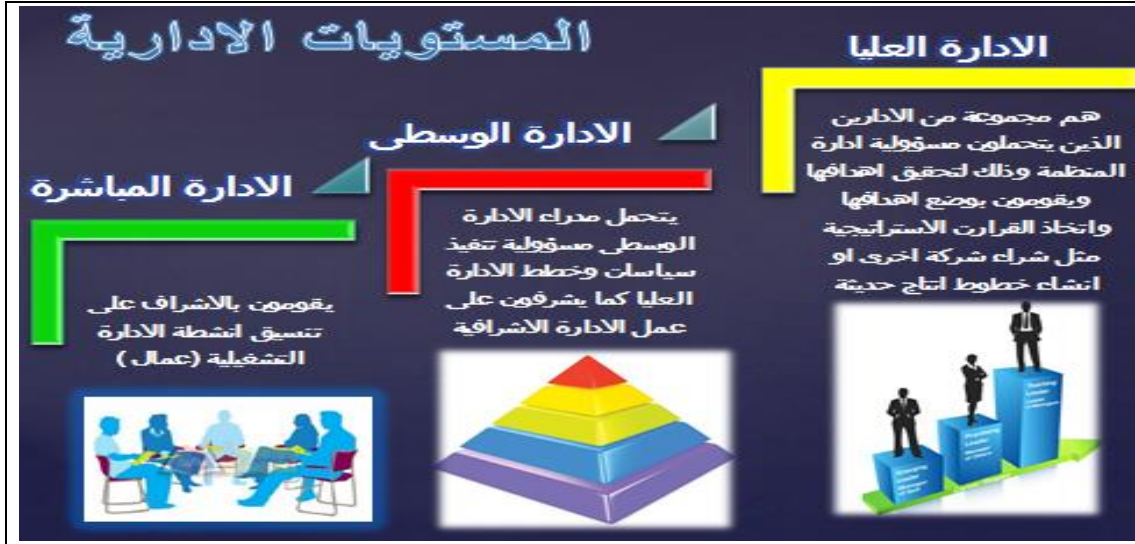 المستويات الادارية
الادارة العليا
هم مجموعة من الادارين
الذين يتحملون مسؤولية ادارة
المنظمة وذلك لتحقيق اهدافها
ويقومون بوضع اهدافها
واتخاذ القرارت الاستراتيجية
مثل شراء شركة اخرى او
انشاء خطوط انتاج حديثة
الادارة الوسطى
يتحمل مدراء الادارة
الوسطى مسؤولية تنفيذ
سياسات وخطط الادارة
العليا كما يشرفون على
عمل الادارة الاشرافية
الادارة المباشرة
يقومون بالاشراف على
تنسيق انشطة الادارة
التشغيلية (عمال)
Leader
Leader
Leader